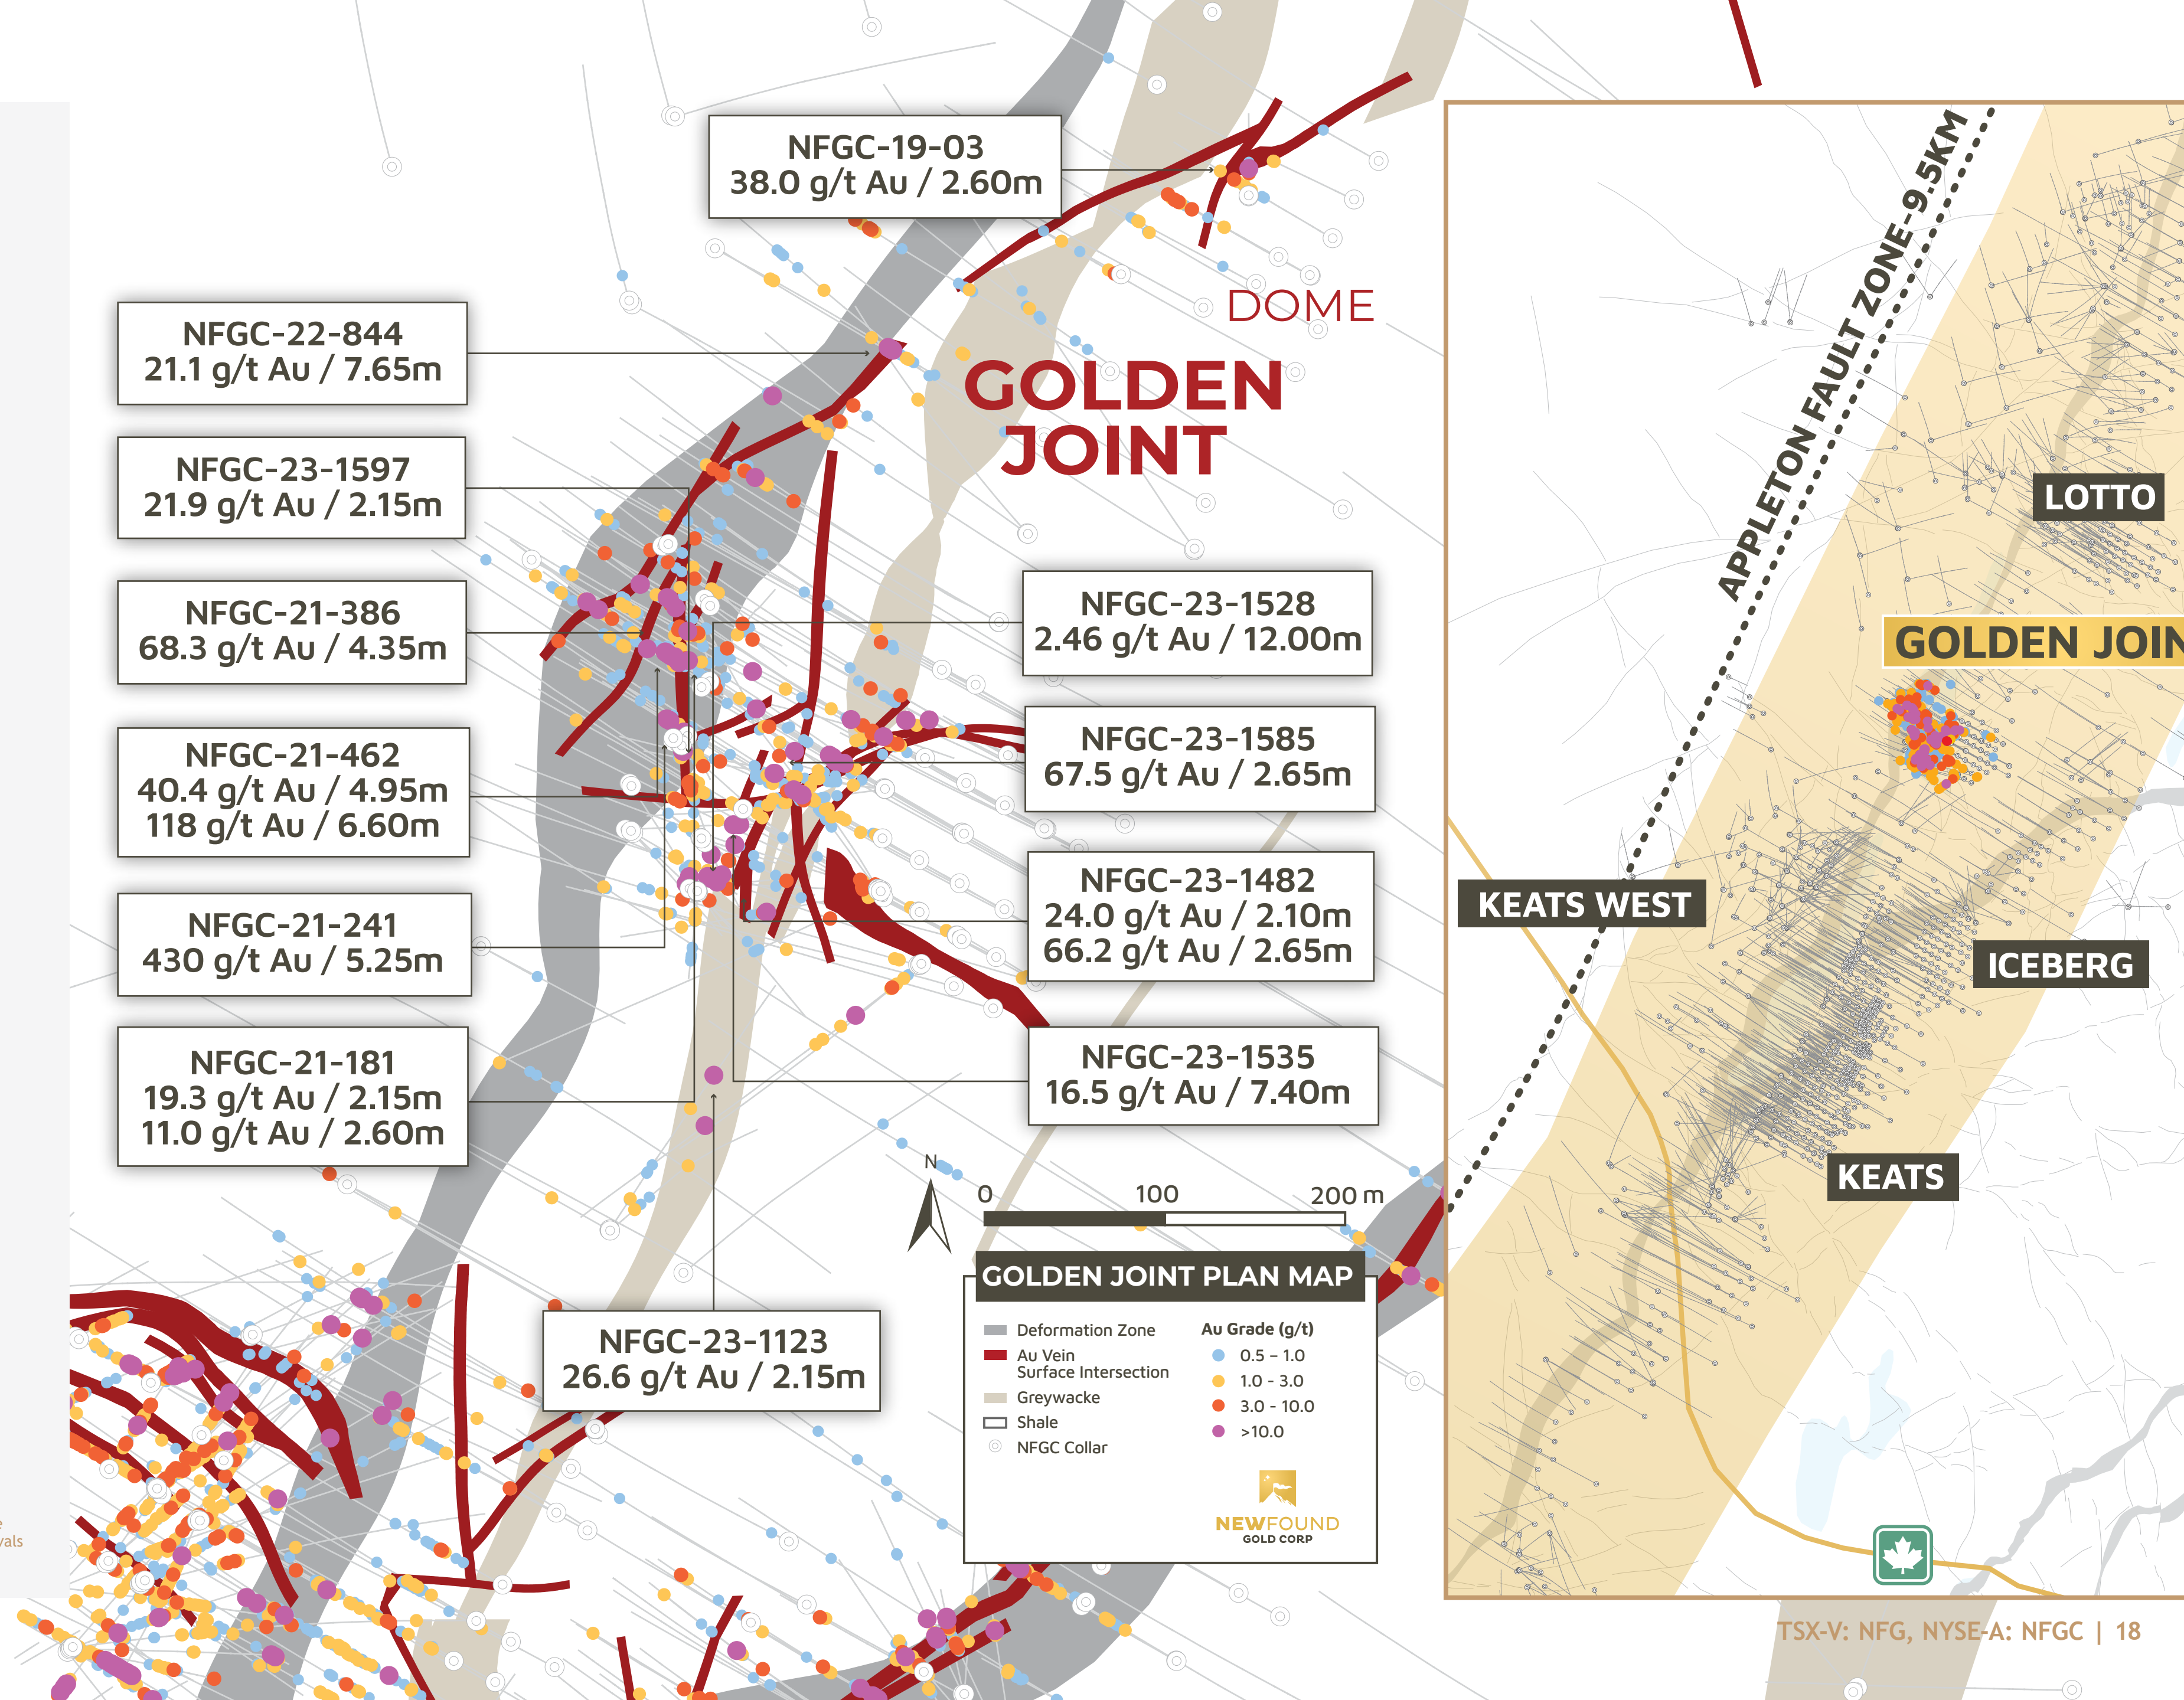 NFGC-19-03
38.0 g/t Au / 2.60m
DOME
GOLDEN
JOINT
NFGC-22-844
21.1 g/t Au / 7.65m
NFGC-23-1597
21.9 g/t Au / 2.15m
NFGC-21-386
68.3 g/t Au / 4.35m
NFGC-21-462
40.4 g/t Au / 4.95m
118 g/t Au / 6.60m
NFGC-21-241
430 g/t Au / 5.25m
NFGC-21-181
19.3 g/t Au / 2.15m
11.0 g/t Au / 2.60m
NFGC-23-1528
2.46 g/t Au / 12.00m
NFGC-23-1585
67.5 g/t Au / 2.65m
NFGC-23-1482
24.0 g/t Au / 2.10m
66.2 g/t Au / 2.65m
NFGC-23-1535
16.5 g/t Au / 7.40m
NFGC-23-1123
26.6 g/t Au / 2.15m
N
0 100 200 m
GOLDEN JOINT PLAN MAP
Deformation Zone
Au Vein
Surface Intersection
Greywacke
Shale
NFGC Collar
Au Grade (g/t)
0.5 - 1.0
1.0 - 3.0
3.0 - 10.0
>10.0
NEWFOUND
GOLD CORP
APPLETON FAULT ZONE-9.5KM
LOTTO
GOLDEN JOIN
KEATS WEST
ICEBERG
KEATS
TSX-V: NFG, NYSE-A: NFGC | 18
vals